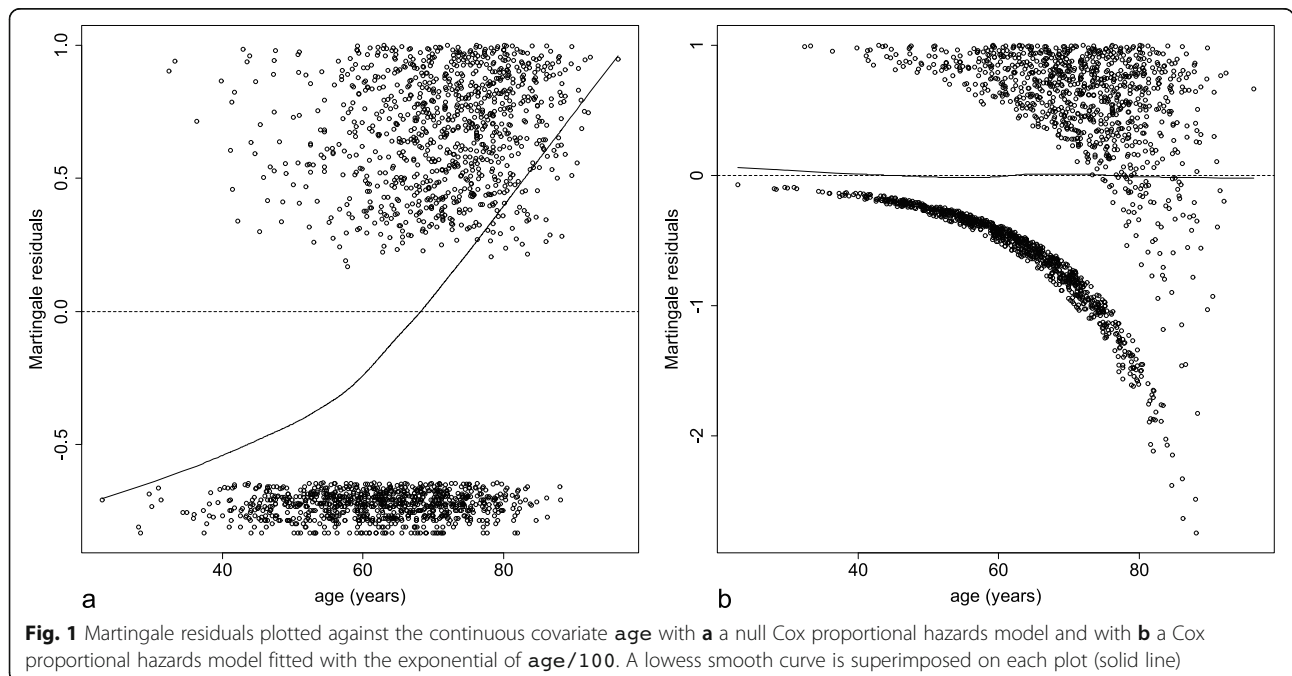 1.0
0.5
0.0
-0.5
Martingale residuals
40
60
80
age (years)
a
1
0
-1
-2
Martingale residuals
40
60
80
age (years)
b
Fig. 1 Martingale residuals plotted against the continuous covariate age with a a null Cox proportional hazards model and with b a Cox
proportional hazards model fitted with the exponential of age/100. A lowess smooth curve is superimposed on each plot (solid line)